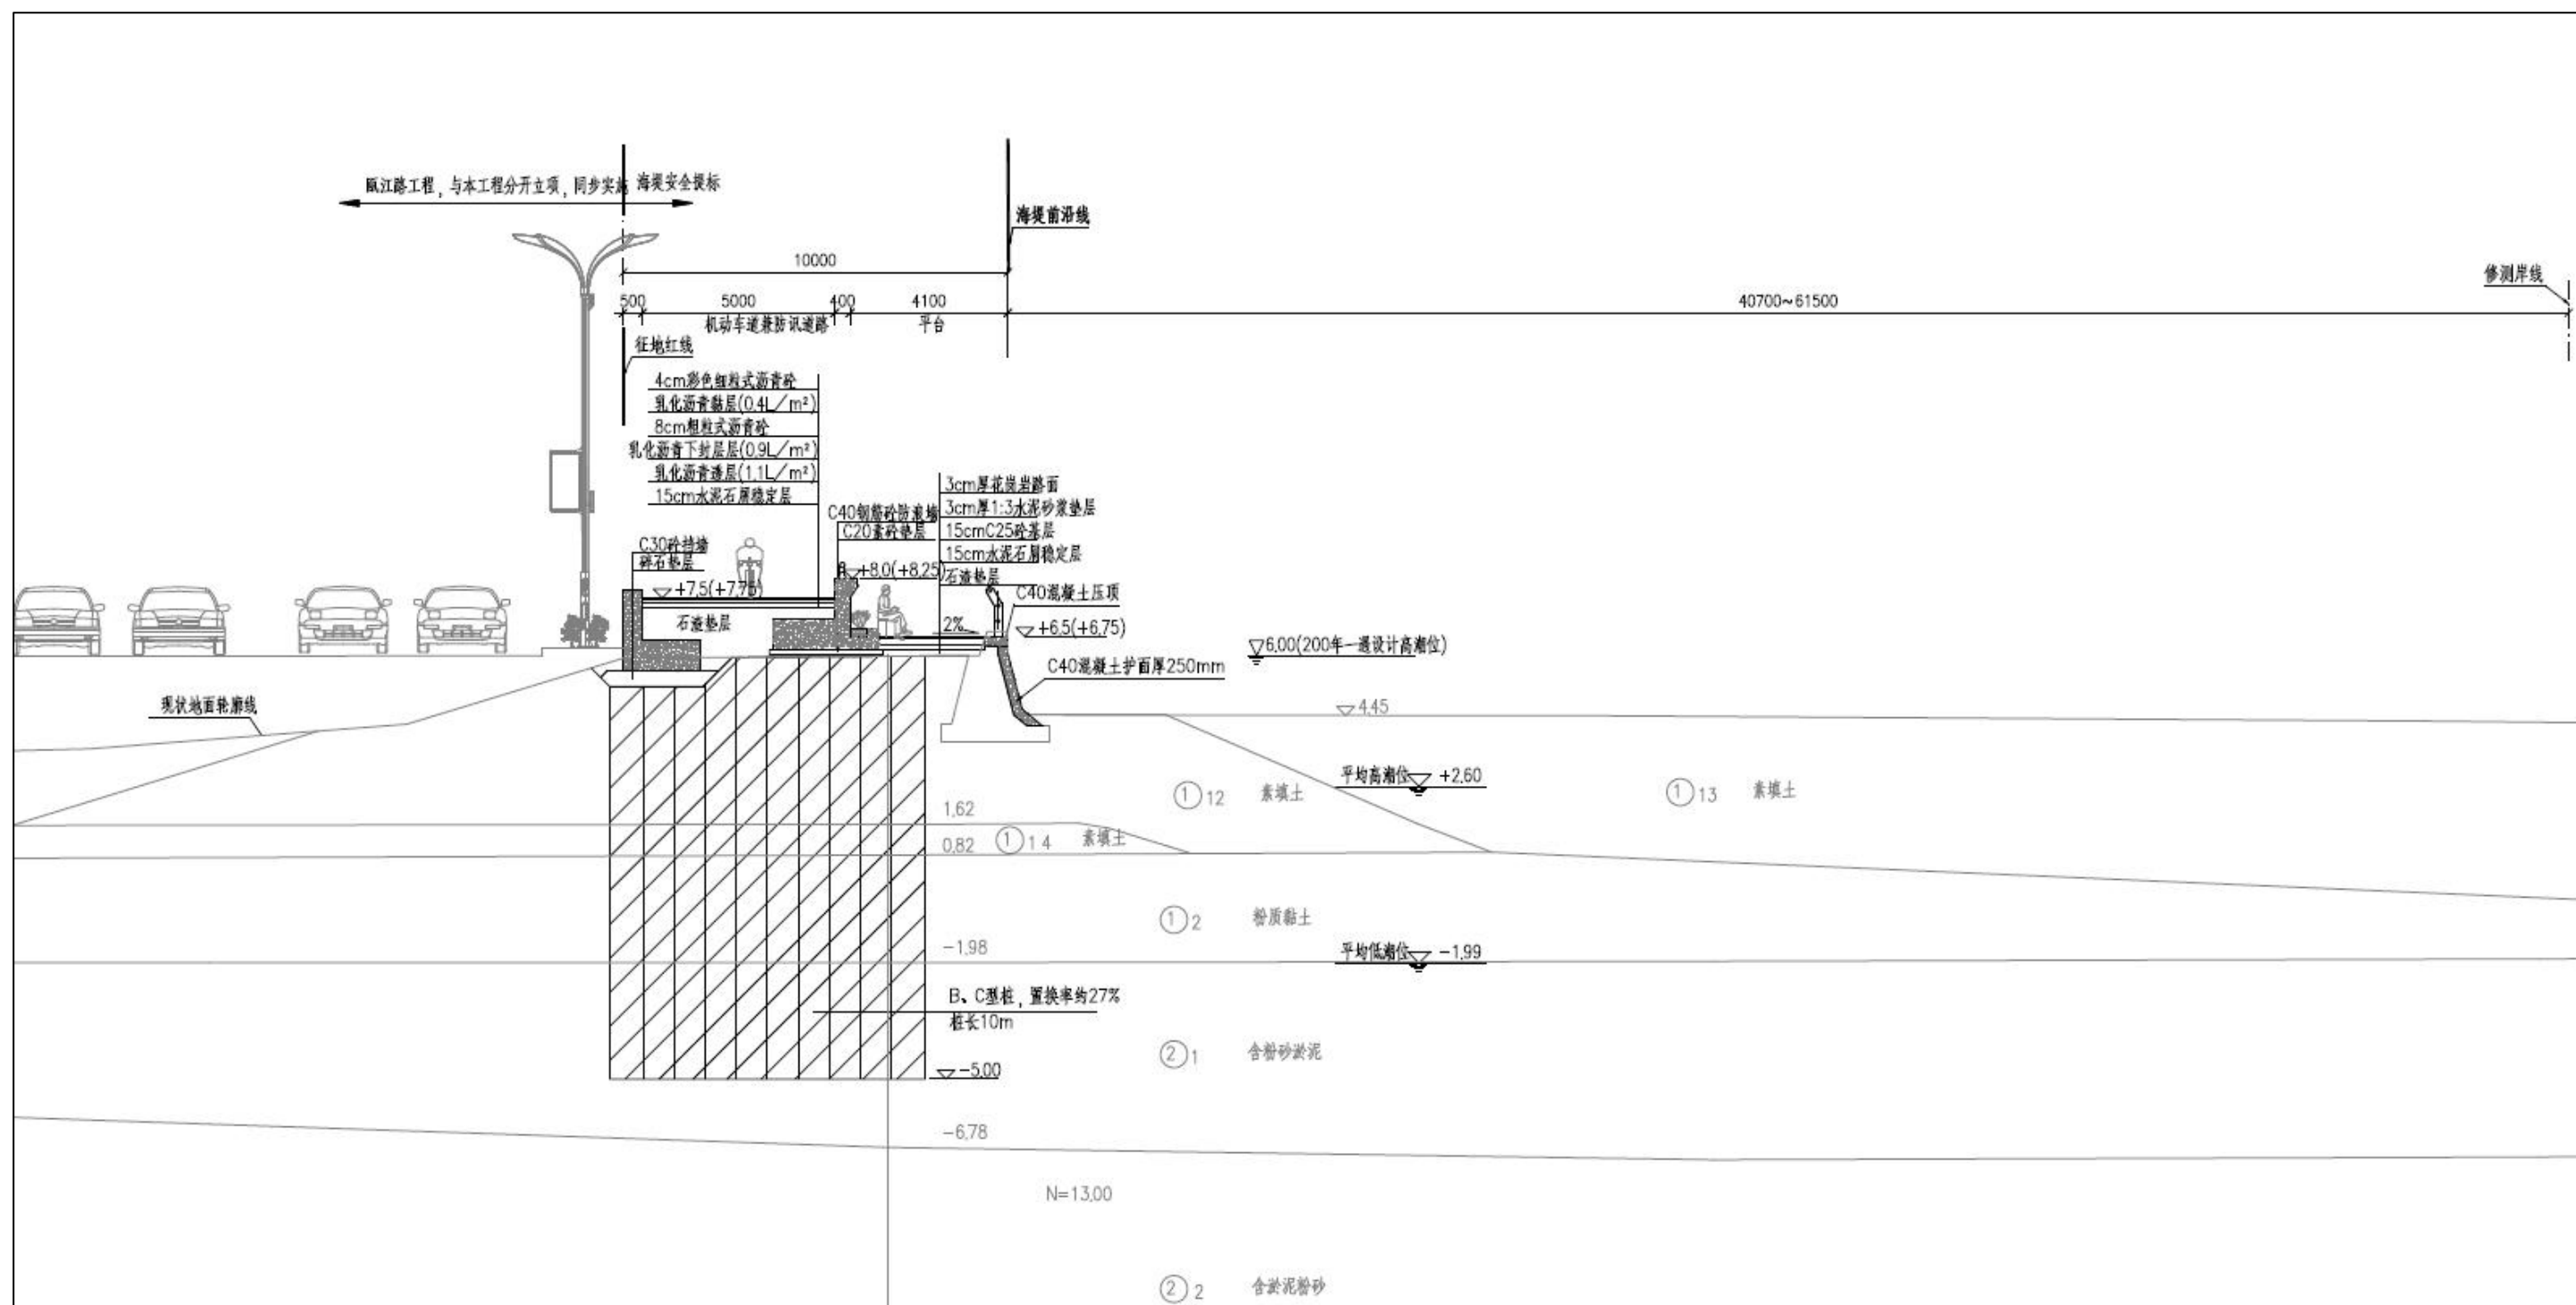 瓯江路工程，与本工程分开立项，同步实施
海堤安全提标
海堤前沿线
10000
修测岸线
500
5000
400
4100
40700~61500
机动车道兼防讯道路
平台
征地红线
4cm彩色细粒式沥青砼
乳化沥青黏层(0.4L/m²)
8cm粗粒式沥青砼
乳化沥青下封层层(0.9L/m²)
乳化沥青透层(1.1L/m²)
15cm水泥石屑稳定层
3cm厚花岗岩路面
3cm厚1:3水泥砂浆垫层
15cmC25砼基层
15cm水泥石屑稳定层
石渣垫层
C40钢筋砼防浪墙
C20素砼垫层
C30砼挡墙
碎石垫层
+8.0(+8.25)
+7.5(+7.75)
C40混凝土压顶
石渣垫层
2%
+6.5(+6.75)
6.00(200年一遇设计高潮位)
C40混凝土护面厚250mm
现状地面轮廓线
4.45
平均高潮位 +2.60
①12 素填土
①13 素填土
1.62
0.82
①14 素填土
①2 粉质黏土
-1.98
平均低潮位 -1.99
B、C型桩，置换率约27%
桩长10m
②1 含粉砂淤泥
-5.00
-6.78
N=13.00
②2 含淤泥粉砂